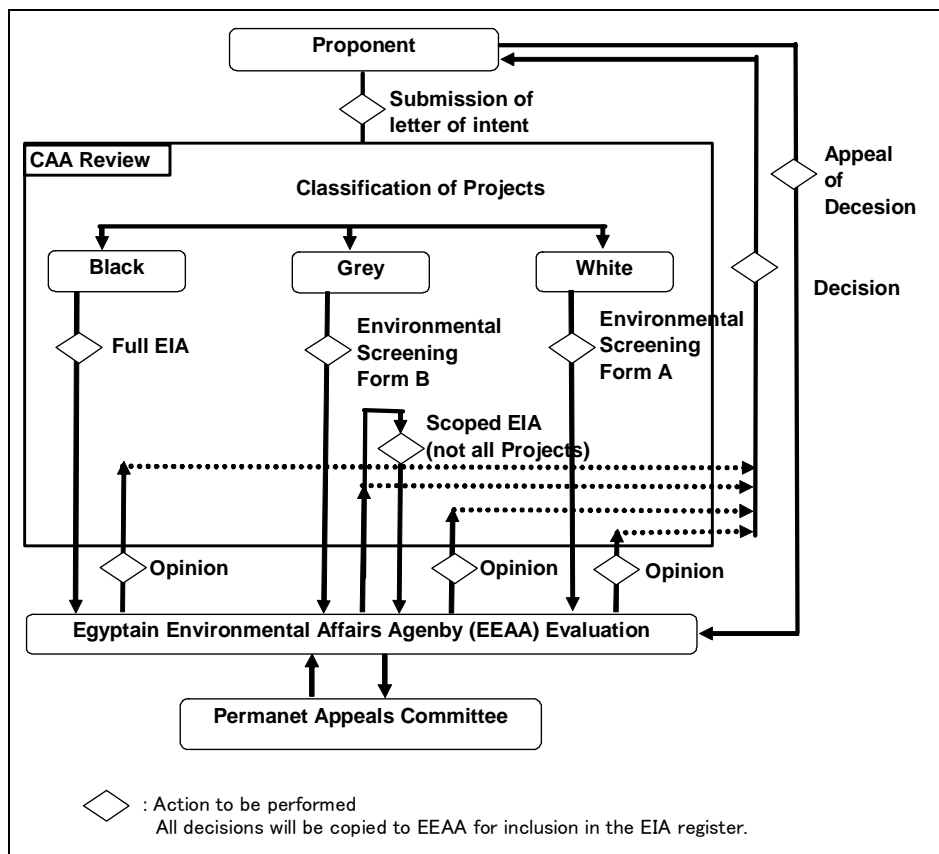 Proponent
Submission of
letter of intent
CAA Review
Classification of Projects
Appeal
of
Decesion
Black
Grey
White
Decision
Full EIA
Environmental
Screening
Form B
Environmental
Screening
Form A
Scoped EIA
(not all Projects)
Opinion
Opinion
Opinion
Egyptain Environmental Affairs Agenby (EEAA) Evaluation
Permanet Appeals Committee
: Action to be performed
All decisions will be copied to EEAA for inclusion in the EIA register.